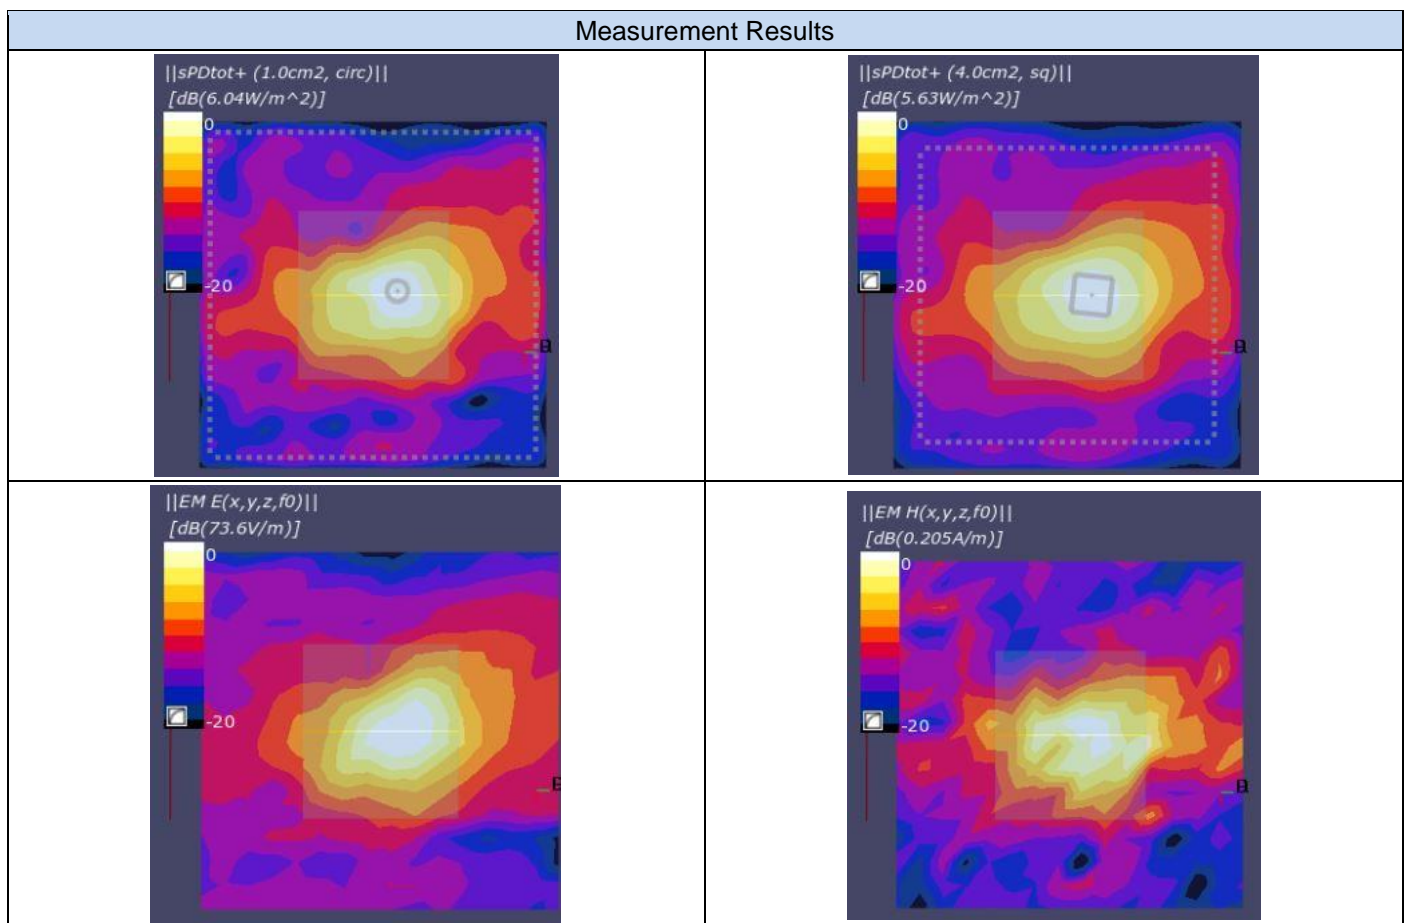 Measurement Results
||sPDtot+ (1.0cm2, circ)||
[dB(6.04W/m^2)]
0
-20
||sPDtot+ (4.0cm2, sq)||
[dB(5.63W/m^2)]
0
-20
||EM E(x,y,z,f0)||
[dB(73.6V/m)]
0
-20
||EM H(x,y,z,f0)||
[dB(0.205A/m)]
0
-20